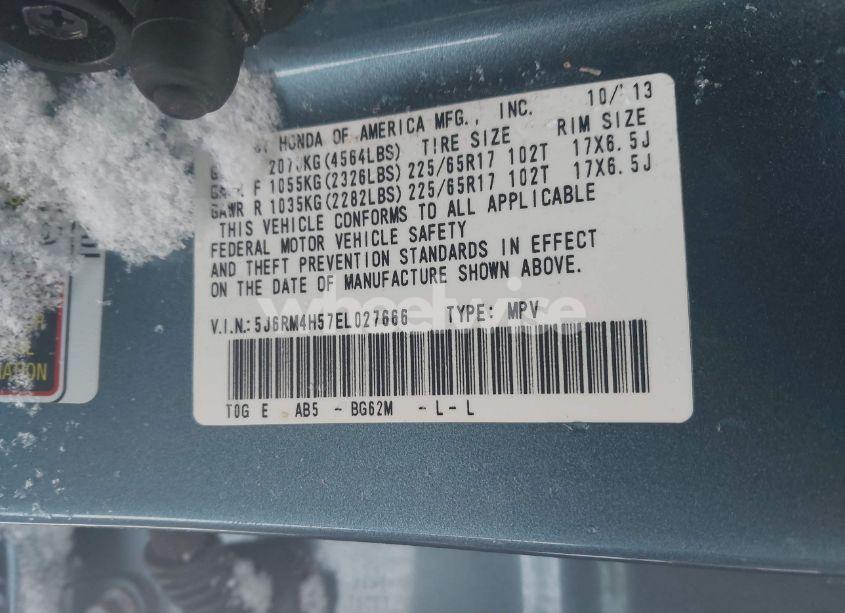 HONDA OF AMERICA MFG., INC. 10/'13
(4564LBS) TIRE SIZE RIM SIZE
F 1055KG(2326LBS) 225/65R17 102T 17X6.5J
GAWR R 1035KG(2282LBS) 225/65R17 102T 17X6.5J
THIS VEHICLE CONFORMS TO ALL APPLICABLE
FEDERAL MOTOR VEHICLE SAFETY
AND THEFT PREVENTION STANDARDS IN EFFECT
ON THE DATE OF MANUFACTURE SHOWN ABOVE.
wheelwise
V.I.N.: 5J6RM4H57EL027666 TYPE: MPV
TOG E AB5 - BG62M - L - L